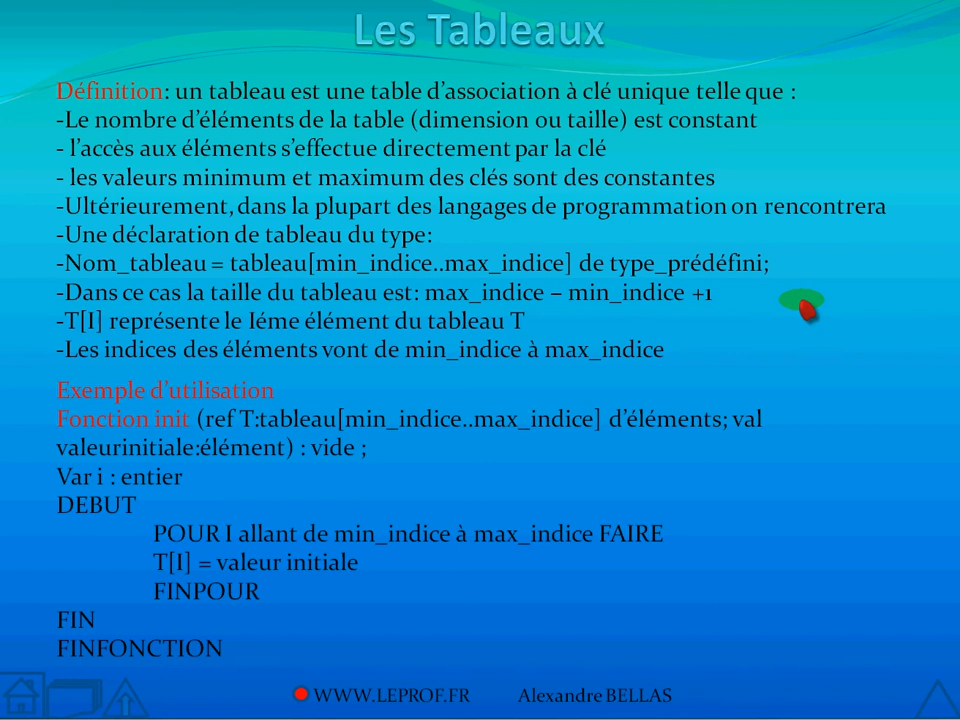 Les Tableaux
Définition: un tableau est une table d'association à clé unique telle que :
-Le nombre d'éléments de la table (dimension ou taille) est constant
- l'accès aux éléments s'effectue directement par la clé
- les valeurs minimum et maximum des clés sont des constantes
-Ultérieurement, dans la plupart des langages de programmation on rencontrera
-Une déclaration de tableau du type:
-Nom_tableau = tableau[min_indice..max_indice] de type_prédéfini;
-Dans ce cas la taille du tableau est: max_indice – min_indice +1
-T[I] représente le Iéme élément du tableau T
-Les indices des éléments vont de min_indice à max_indice
Exemple d'utilisation
Fonction init (ref T:tableau[min_indice..max_indice] d'éléments; val
valeurinitiale:élément) : vide ;
Var i : entier
DEBUT
POUR I allant de min_indice à max_indice FAIRE
T[I] = valeur initiale
FINPOUR
FIN
FINFONCTION
WWW.LEPROF.FR Alexandre BELLAS